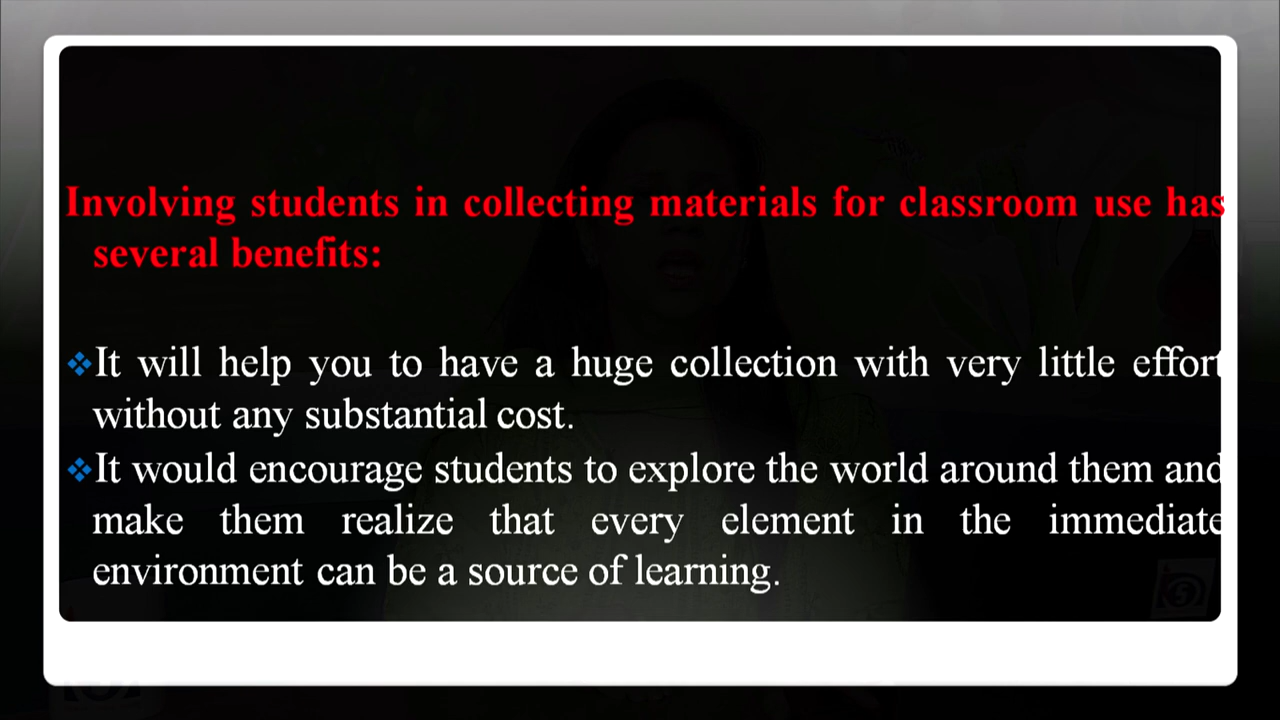 Involving students in collecting materials for classroom use has
several benefits:
❖It will help you to have a huge collection with very little effort
without any substantial cost.
❖It would encourage students to explore the world around them and
make them realize that every element in the immediate
environment can be a source of learning.